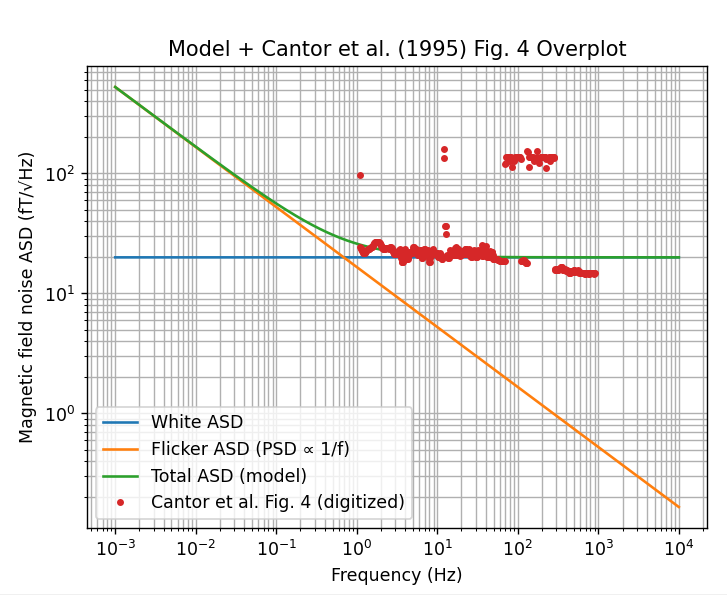 Model + Cantor et al. (1995) Fig. 4 Overplot
Magnetic field noise ASD (fT/√Hz)
10²
10¹
10⁰
White ASD
Flicker ASD (PSD ∝ 1/f)
Total ASD (model)
Cantor et al. Fig. 4 (digitized)
10⁻³ 10⁻² 10⁻¹ 10⁰ 10¹ 10² 10³ 10⁴
Frequency (Hz)